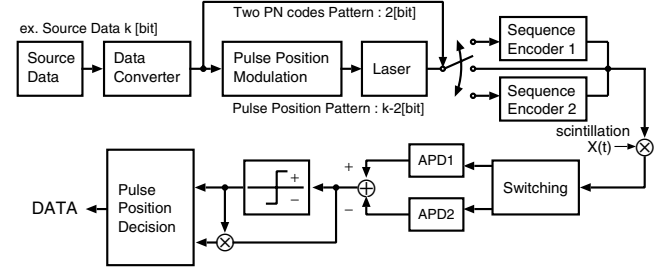 Two PN codes Pattern : 2[bit]
ex. Source Data k [bit]
Source
Data
Data
Converter
Pulse Position
Modulation
Laser
Sequence
Encoder 1
Sequence
Encoder 2
Pulse Position Pattern : k-2[bit]
scintillation
X(t)
DATA
Pulse
Position
Decision
+
−
+
−
APD1
APD2
Switching